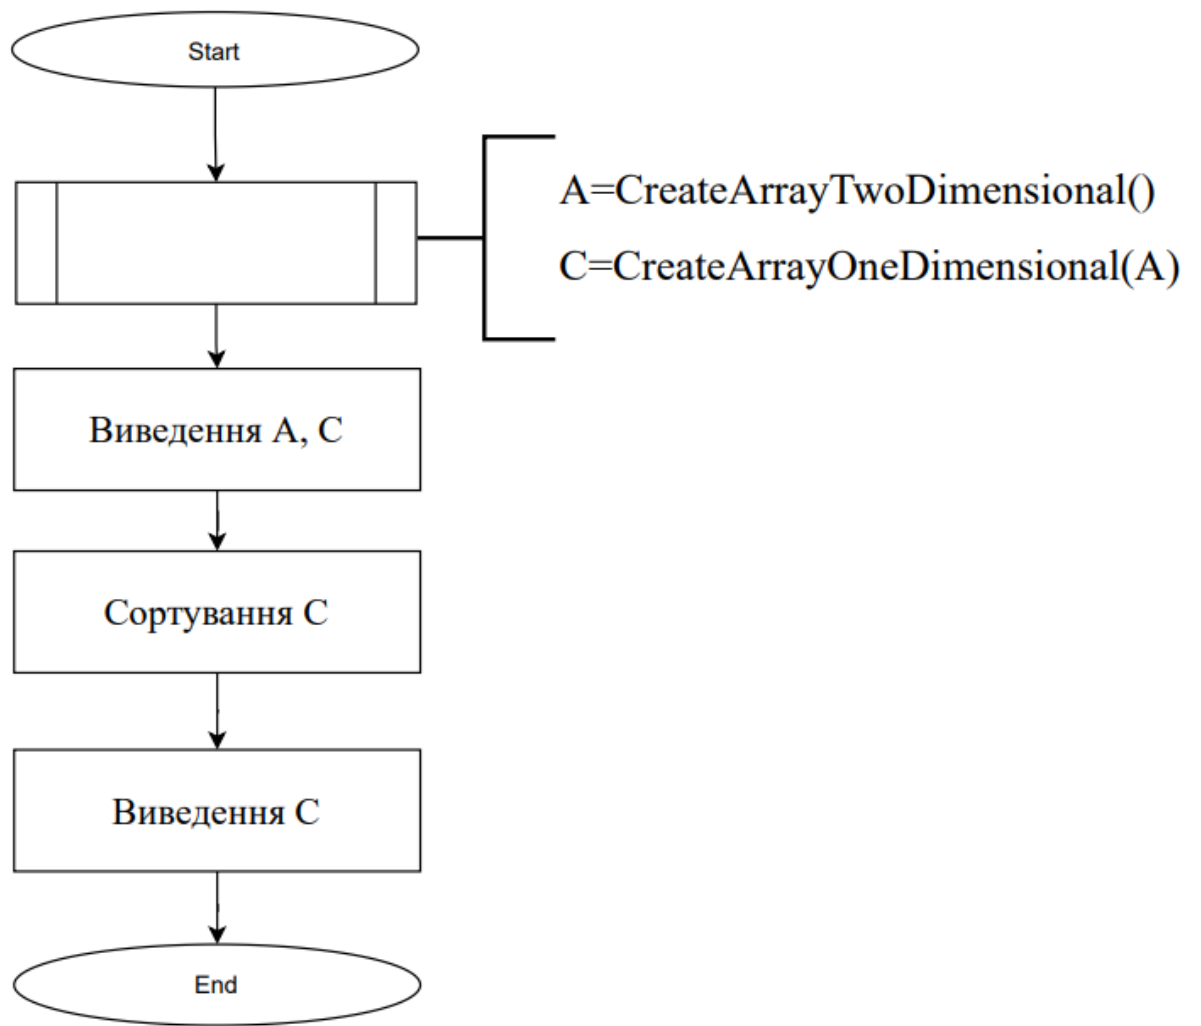 Start
A=CreateArrayTwoDimensional()
C=CreateArrayOneDimensional(A)
Виведення A, C
Сортування C
Виведення C
End